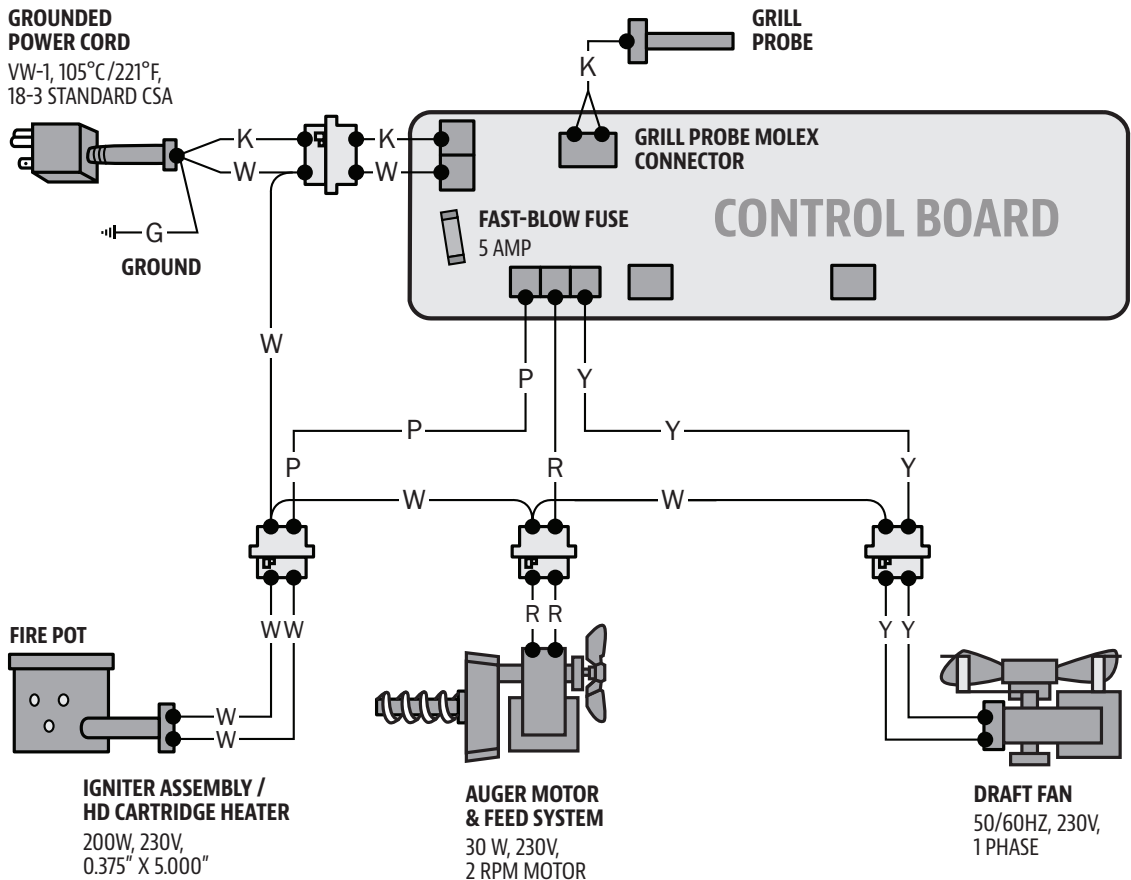 GROUNDED
POWER CORD
VW-1, 105°C/221°F,
18-3 STANDARD CSA
GRILL
PROBE
K
K
K
W
W
G
GROUND
GRILL PROBE MOLEX
CONNECTOR
FAST-BLOW FUSE
5 AMP
CONTROL BOARD
W
P
Y
P
Y
P
R
Y
W
W
W W
R R
Y Y
FIRE POT
W
W
IGNITER ASSEMBLY /
HD CARTRIDGE HEATER
200W, 230V,
0.375" X 5.000"
AUGER MOTOR
& FEED SYSTEM
30 W, 230V,
2 RPM MOTOR
DRAFT FAN
50/60HZ, 230V,
1 PHASE